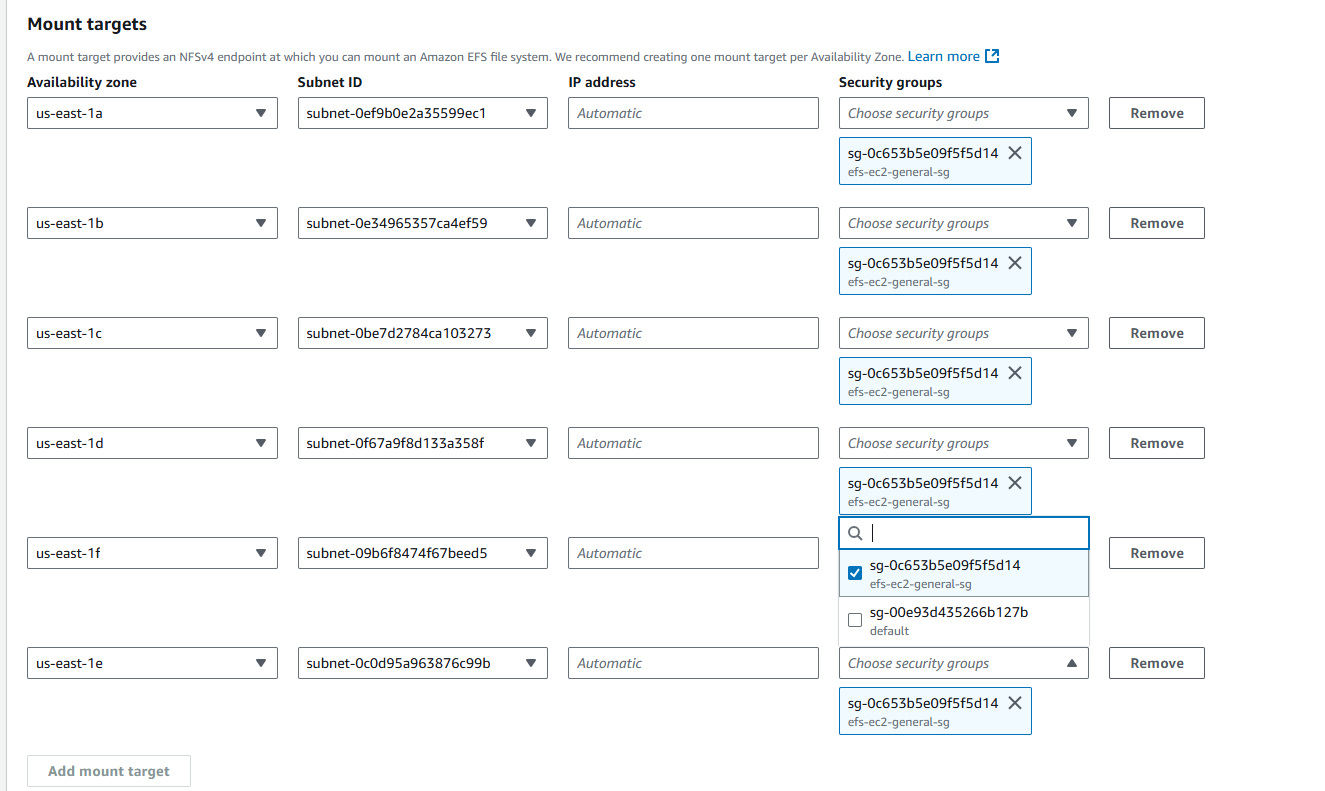 Mount targets
A mount target provides an NFSv4 endpoint at which you can mount an Amazon EFS file system. We recommend creating one mount target per Availability Zone. Learn more
Availability zone Subnet ID IP address Security groups
us-east-1a subnet-0ef9b0e2a35599ec1 Automatic Choose security groups Remove
sg-0c653b5e09f5f5d14
efs-ec2-general-sg
us-east-1b subnet-0e34965357ca4ef59 Automatic Choose security groups Remove
sg-0c653b5e09f5f5d14
efs-ec2-general-sg
us-east-1c subnet-0be7d2784ca103273 Automatic Choose security groups Remove
sg-0c653b5e09f5f5d14
efs-ec2-general-sg
us-east-1d subnet-0f67a9f8d133a358f Automatic Choose security groups Remove
sg-0c653b5e09f5f5d14
efs-ec2-general-sg
us-east-1f subnet-09b6f8474f67beed5 Automatic Remove
sg-0c653b5e09f5f5d14
efs-ec2-general-sg
sg-00e93d435266b127b
default
us-east-1e subnet-0c0d95a963876c99b Automatic Choose security groups Remove
sg-0c653b5e09f5f5d14
efs-ec2-general-sg
Add mount target